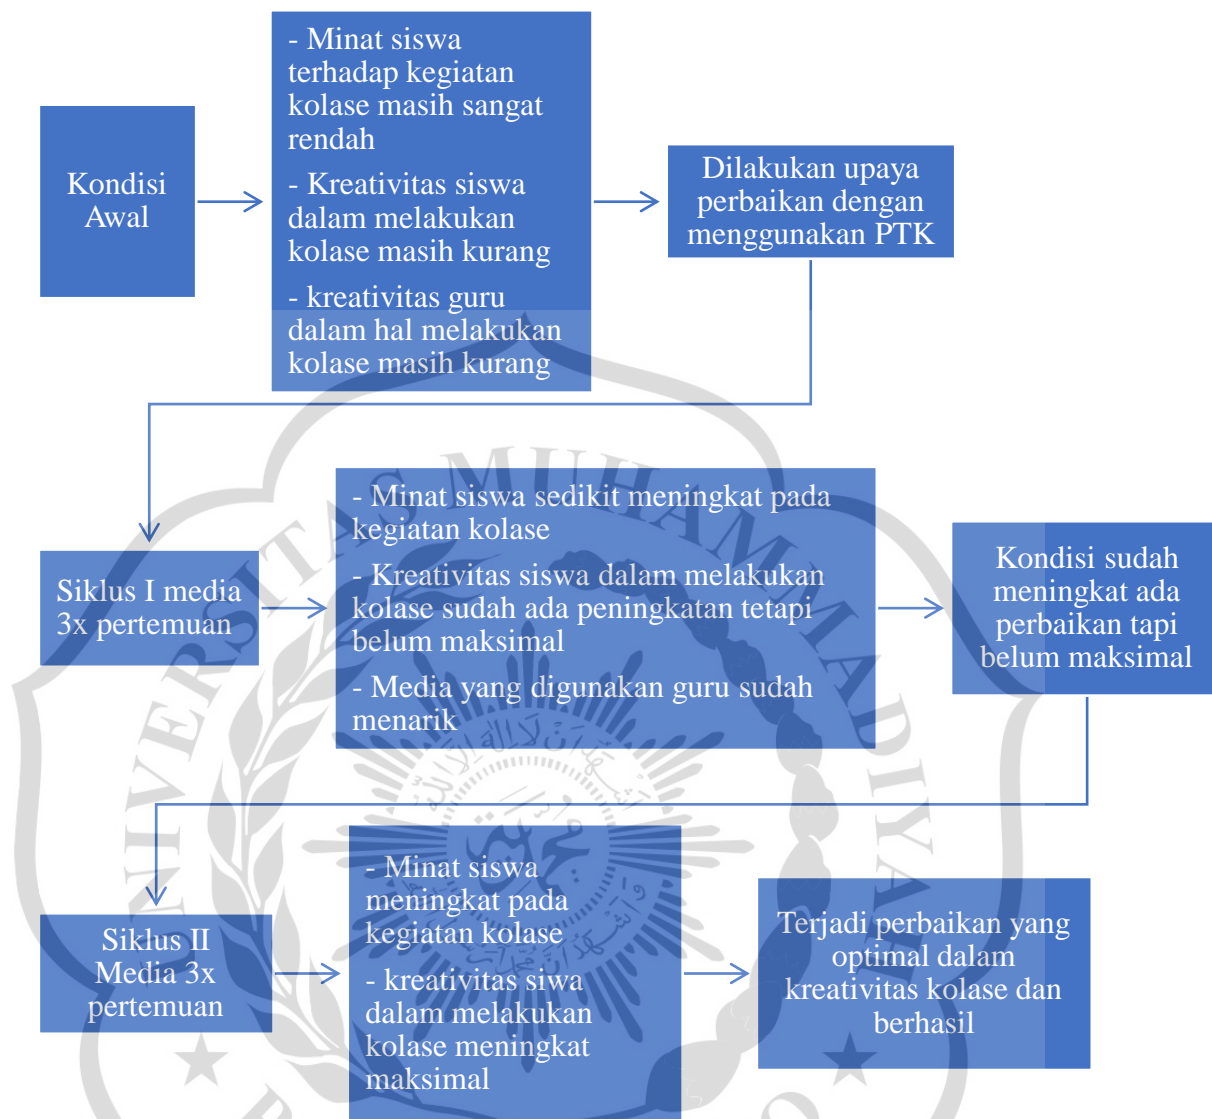 Kondisi
Awal
- Minat siswa
terhadap kegiatan
kolase masih sangat
rendah
- Kreativitas siswa
dalam melakukan
kolase masih kurang
- kreativitas guru
dalam hal melakukan
kolase masih kurang
Dilakukan upaya
perbaikan dengan
menggunakan PTK
Siklus I media
3x pertemuan
- Minat siswa sedikit meningkat pada
kegiatan kolase
- Kreativitas siswa dalam melakukan
kolase sudah ada peningkatan tetapi
belum maksimal
- Media yang digunakan guru sudah
menarik
Kondisi sudah
meningkat ada
perbaikan tapi
belum maksimal
Siklus II
Media 3x
pertemuan
- Minat siswa
meningkat pada
kegiatan kolase
- kreativitas siwa
dalam melakukan
kolase meningkat
maksimal
Terjadi perbaikan yang
optimal dalam
kreativitas kolase dan
berhasil
UNIVERSITAS MUHAMMADIYAH